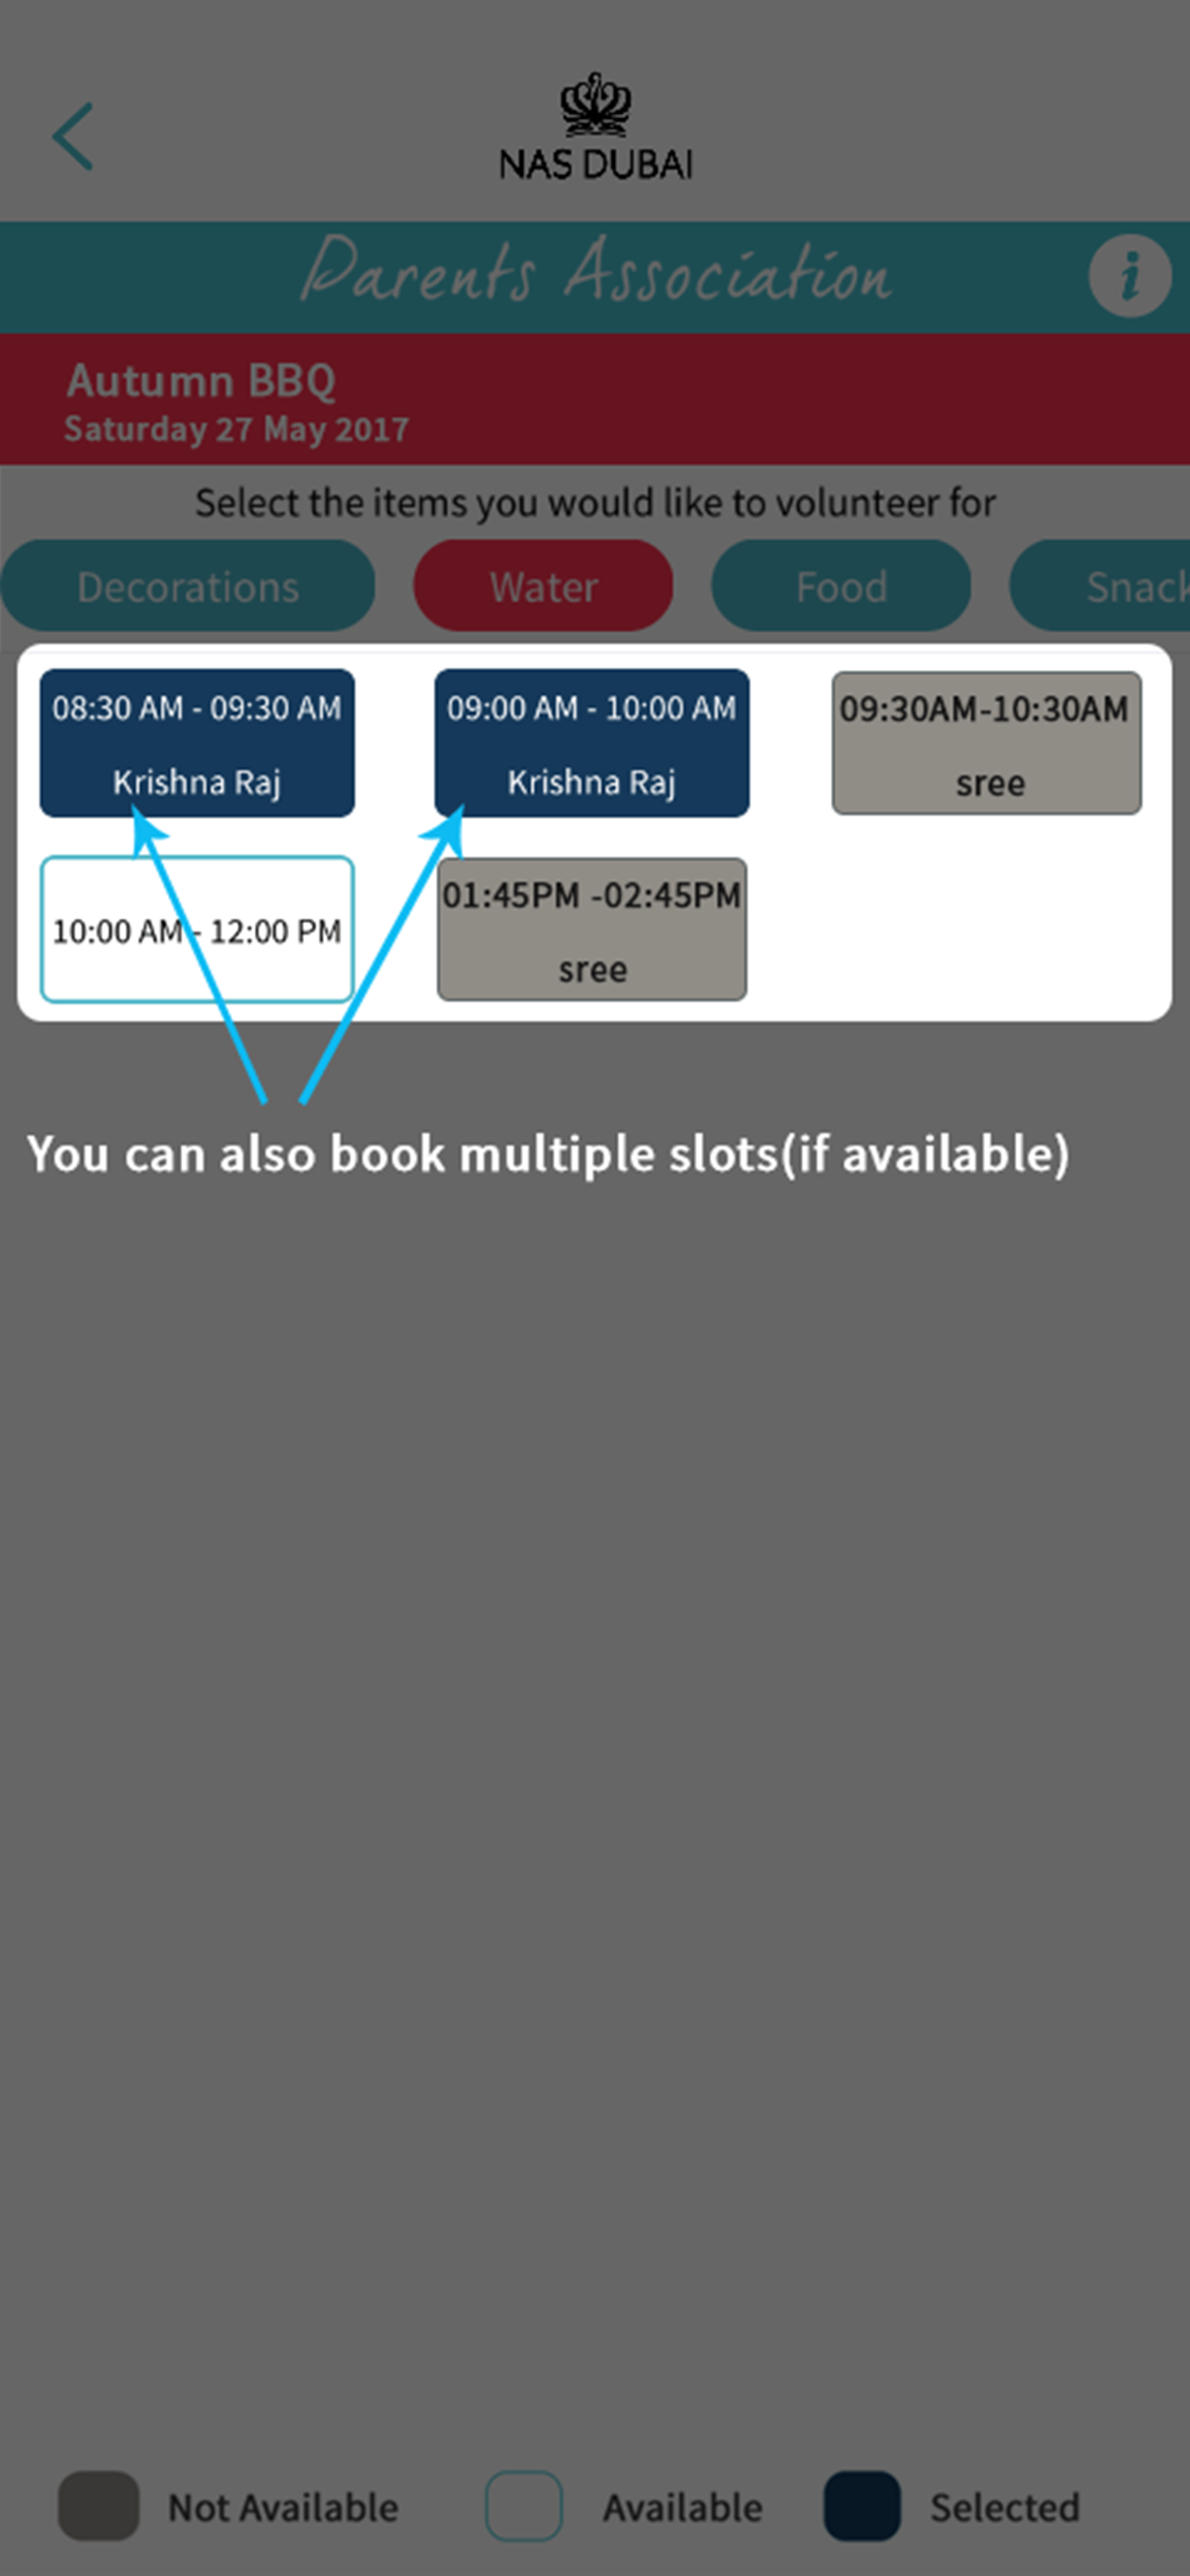 NAS DUBAI
Parents Association
i
Autumn BBQ
Saturday 27 May 2017
Select the items you would like to volunteer for
Decorations Water Food Snack
08:30 AM - 09:30 AM 09:00 AM - 10:00 AM 09:30AM-10:30AM
Krishna Raj Krishna Raj sree
10:00 AM - 12:00 PM 01:45PM -02:45PM
sree
You can also book multiple slots(if available)
Not Available Available Selected